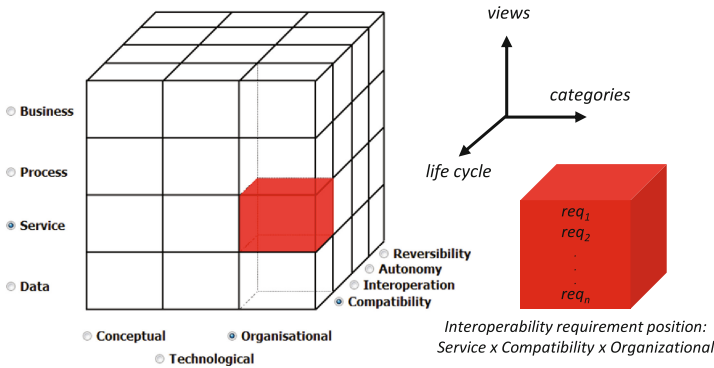 views
categories
life cycle
Business
Process
Service
Data
Reversibility
Autonomy
Interoperation
Compatibility
Conceptual
Organisational
Technological
req1
req2
.
.
.
reqn
Interoperability requirement position:
Service x Compatibility x Organizational